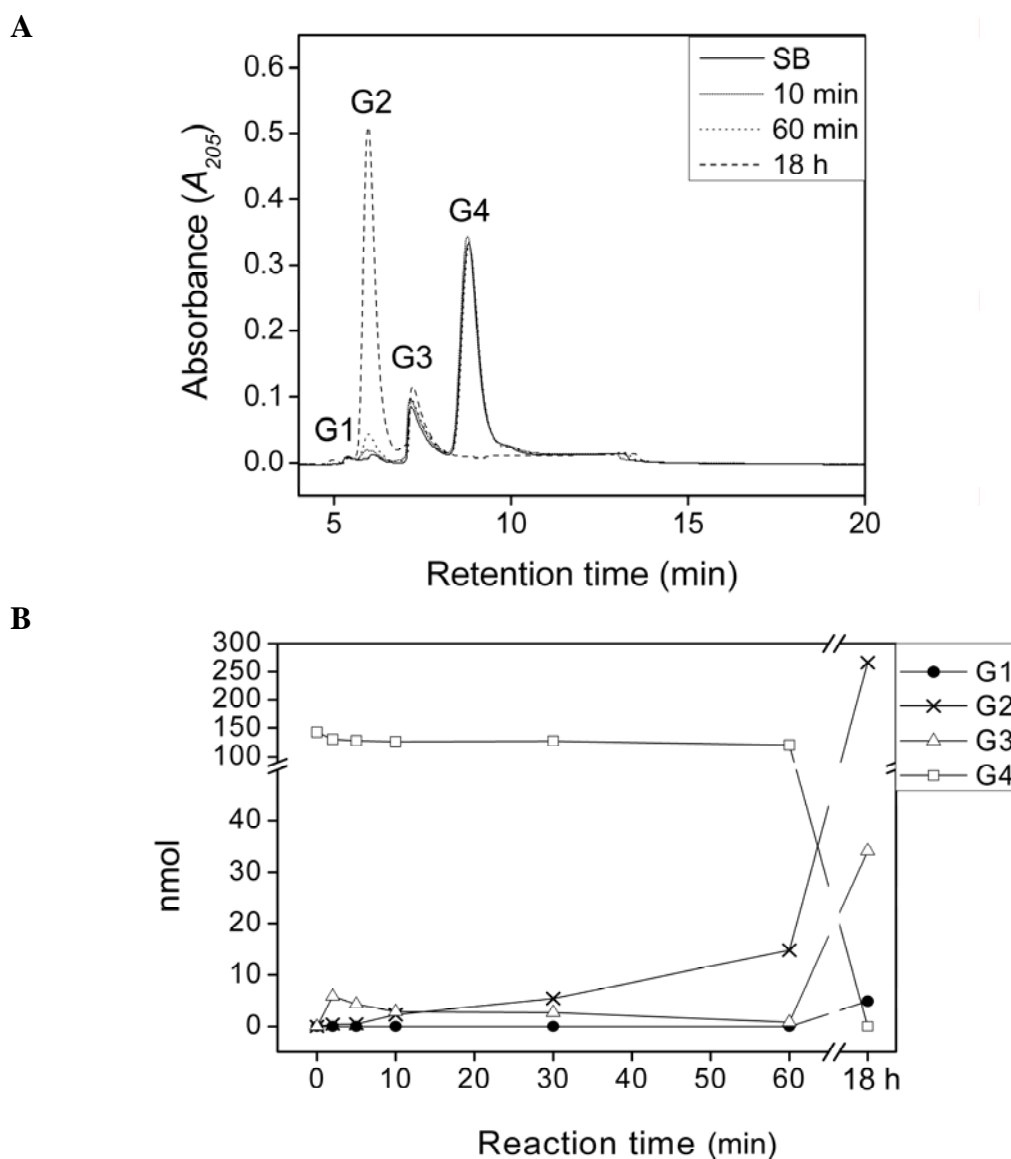 A
Absorbance (A205)
0.6
0.5
0.4
0.3
0.2
0.1
0.0
G1
G2
G3
G4
SB
10 min
60 min
18 h
5 10 15 20
Retention time (min)
B
nmol
300
250
200
150
100
40
30
20
10
0
G1
G2
G3
G4
0 10 20 30 40 50 60 18 h
Reaction time (min)